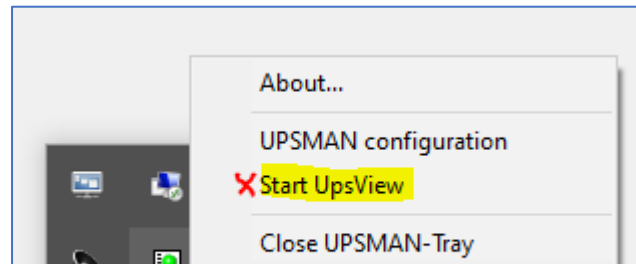 About...
UPSMAN configuration
Start UpsView
Close UPSMAN-Tray